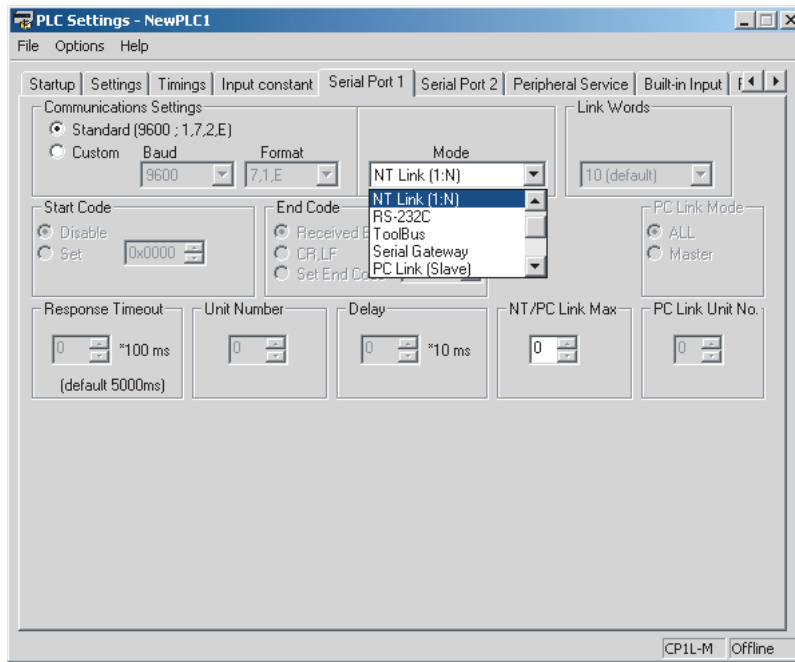 PLC Settings - NewPLC1
File Options Help
Startup Settings Timings Input constant Serial Port 1 Serial Port 2 Peripheral Service Built-in Input
Communications Settings
Standard (9600 ; 1,7,2,E)
Custom Baud Format
9600 7,1,E
Mode
NT Link (1:N)
NT Link (1:N)
RS-232C
ToolBus
Serial Gateway
PC Link (Slave)
Link Words
10 (default)
Start Code
Disable
Set 0x0000
End Code
Received
CR,LF
Set End
PC Link Mode
ALL
Master
Response Timeout
0 *100 ms
(default 5000ms)
Unit Number
0
Delay
0 *10 ms
NT/PC Link Max
0
PC Link Unit No.
0
CP1L-M Offline